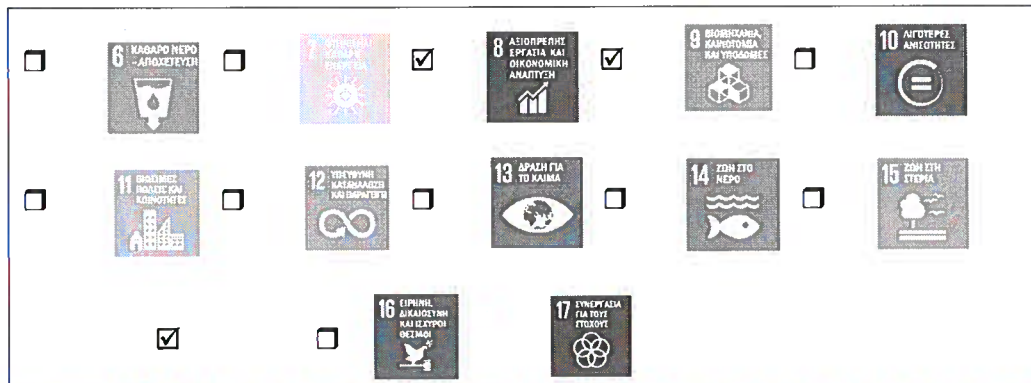 ☐ 6 ΚΑΘΑΡΟ ΝΕΡΟ
- ΑΠΟΧΕΤΕΥΣΗ
☐ 7
ΕΝΕΡΓΕΙΑ
☑ 8 ΑΞΙΟΠΡΕΠΗΣ
ΕΡΓΑΣΙΑ ΚΑΙ
ΟΙΚΟΝΟΜΙΚΗ
ΑΝΑΠΤΥΞΗ
☑ 9 ΒΙΟΜΗΧΑΝΙΑ,
ΚΑΙΝΟΤΟΜΙΑ
ΚΑΙ ΥΠΟΔΟΜΕΣ
☐ 10 ΛΙΓΟΤΕΡΕΣ
ΑΝΙΣΟΤΗΤΕΣ
☐ 11 ΒΙΩΣΙΜΕΣ
ΠΟΛΕΙΣ ΚΑΙ
ΚΟΙΝΟΤΗΤΕΣ
☐ 12 ΥΠΕΥΘΥΝΗ
ΚΑΤΑΝΑΛΩΣΗ
ΚΑΙ ΠΑΡΑΓΩΓΗ
☐ 13 ΔΡΑΣΗ ΓΙΑ
ΤΟ ΚΛΙΜΑ
☐ 14 ΖΩΗ ΣΤΟ
ΝΕΡΟ
☐ 15 ΖΩΗ ΣΤΗ
ΣΤΕΡΙΑ
☑ 16 ΕΙΡΗΝΗ,
ΔΙΚΑΙΟΣΥΝΗ
ΚΑΙ ΙΣΧΥΡΟΙ
ΘΕΣΜΟΙ
☐ 17 ΣΥΝΕΡΓΑΣΙΑ
ΓΙΑ ΤΟΥΣ
ΣΤΟΧΟΥΣ